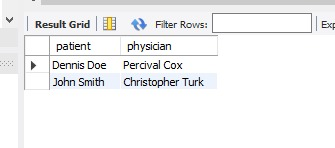 Result Grid Filter Rows:
patient physician
Dennis Doe Percival Cox
John Smith Christopher Turk